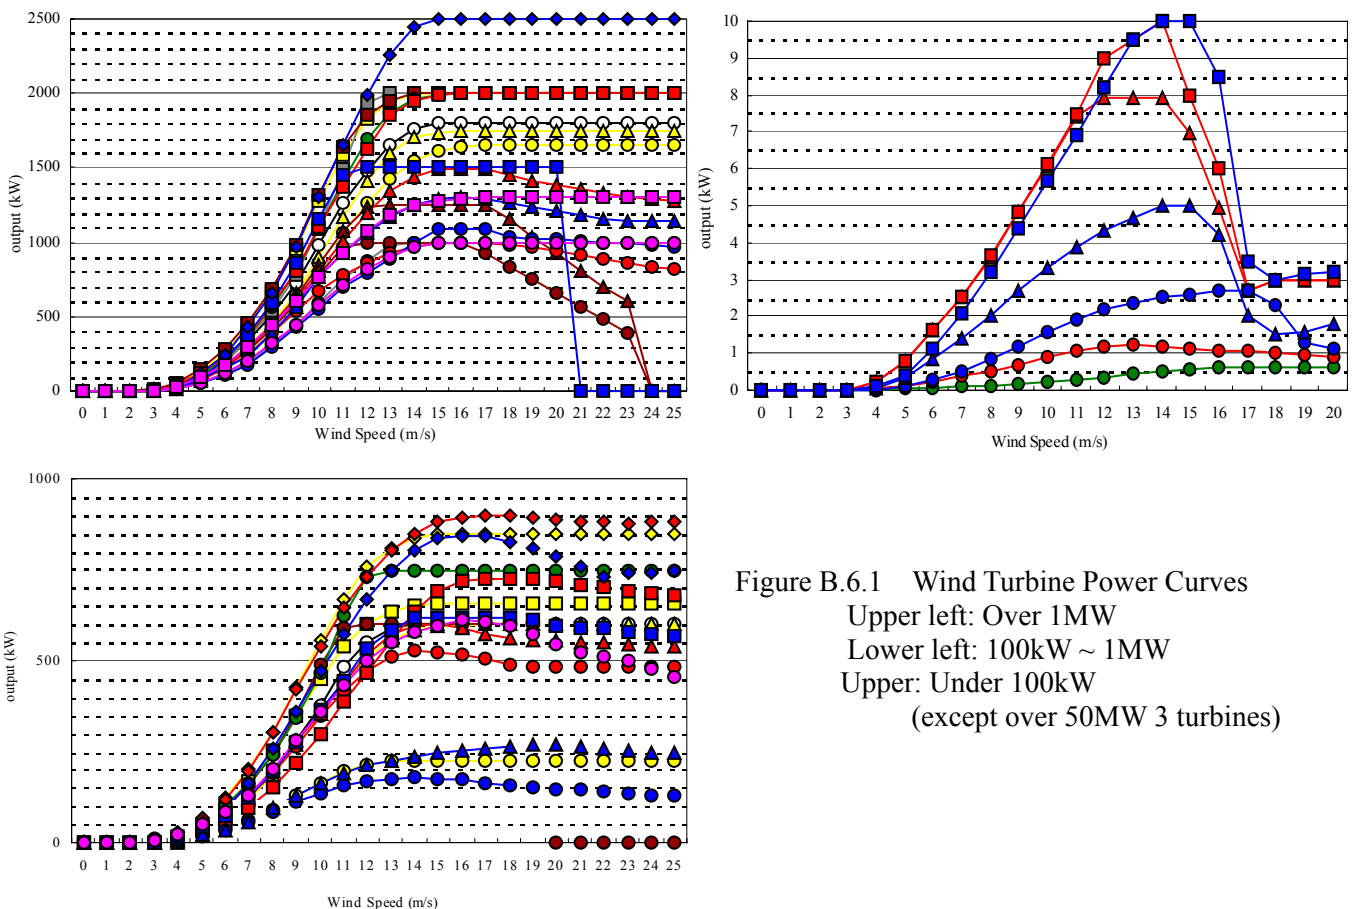 2500
2000
1500
1000
500
0
output (kW)
0 1 2 3 4 5 6 7 8 9 10 11 12 13 14 15 16 17 18 19 20 21 22 23 24 25
Wind Speed (m/s)
10
9
8
7
6
5
4
3
2
1
0
output (kW)
0 1 2 3 4 5 6 7 8 9 10 11 12 13 14 15 16 17 18 19 20
Wind Speed (m/s)
1000
500
0
output (kW)
0 1 2 3 4 5 6 7 8 9 10 11 12 13 14 15 16 17 18 19 20 21 22 23 24 25
Wind Speed (m/s)
Figure B.6.1 Wind Turbine Power Curves
Upper left: Over 1MW
Lower left: 100kW ~ 1MW
Upper: Under 100kW
(except over 50MW 3 turbines)